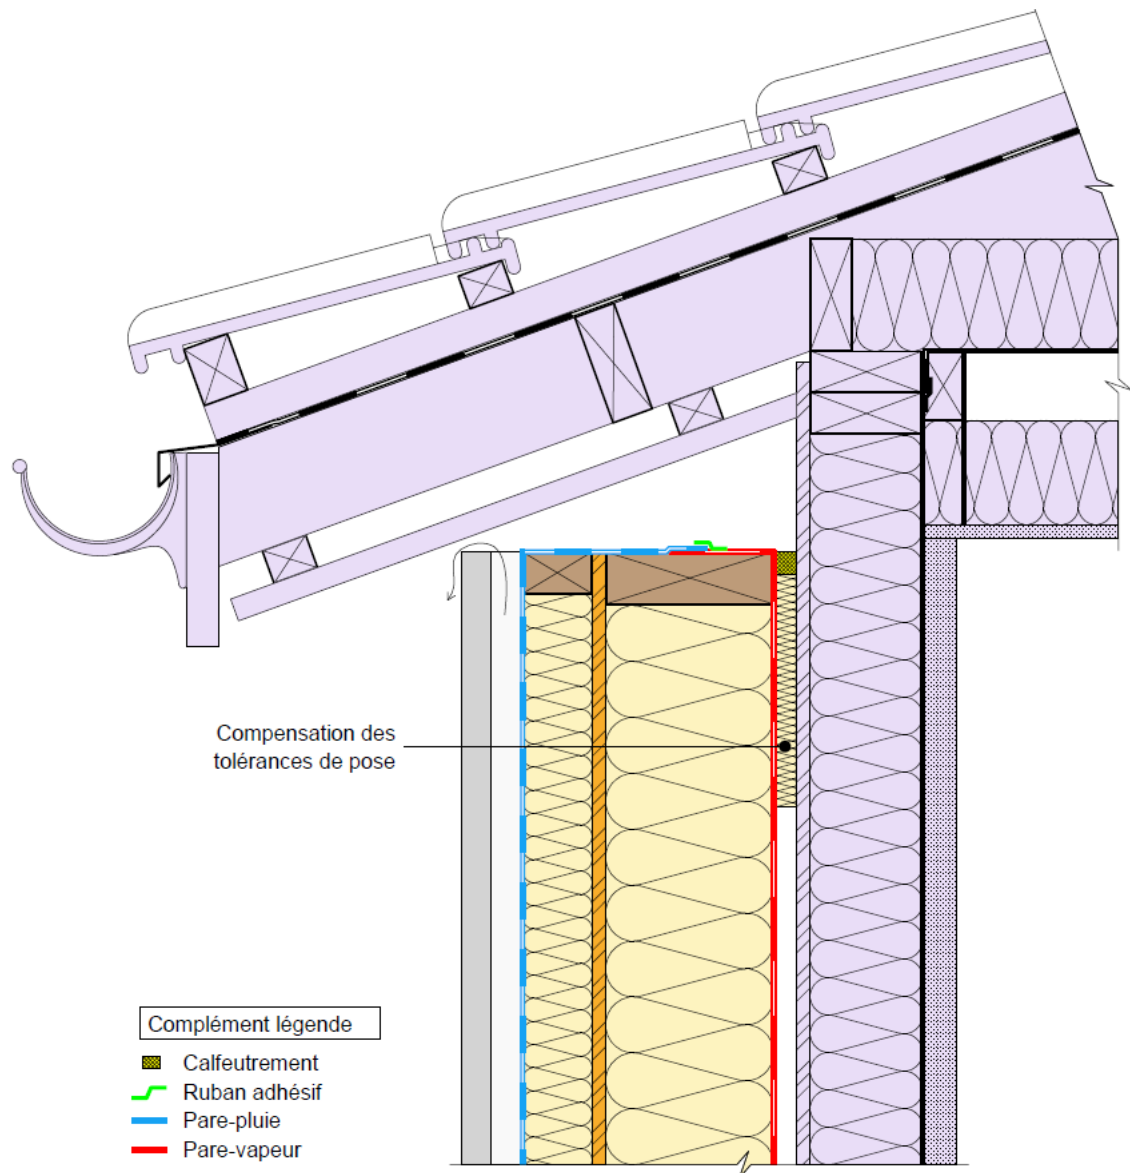 Compensation des
tolérances de pose
Complément légende
Calfeutrement
Ruban adhésif
Pare-pluie
Pare-vapeur